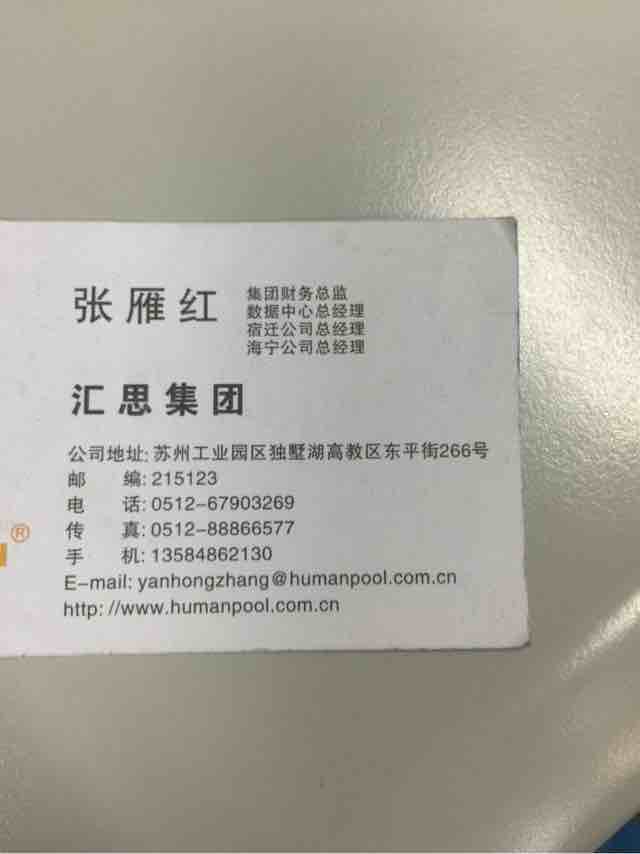 张雁红
集团财务总监
数据中心总经理
宿迁公司总经理
海宁公司总经理
汇思集团
公司地址: 苏州工业园区独墅湖高教区东平街266号
邮 编: 215123
电 话: 0512-67903269
传 真: 0512-88866577
手 机: 13584862130
E-mail: yanhongzhang@humanpool.com.cn
http: //www.humanpool.com.cn
®